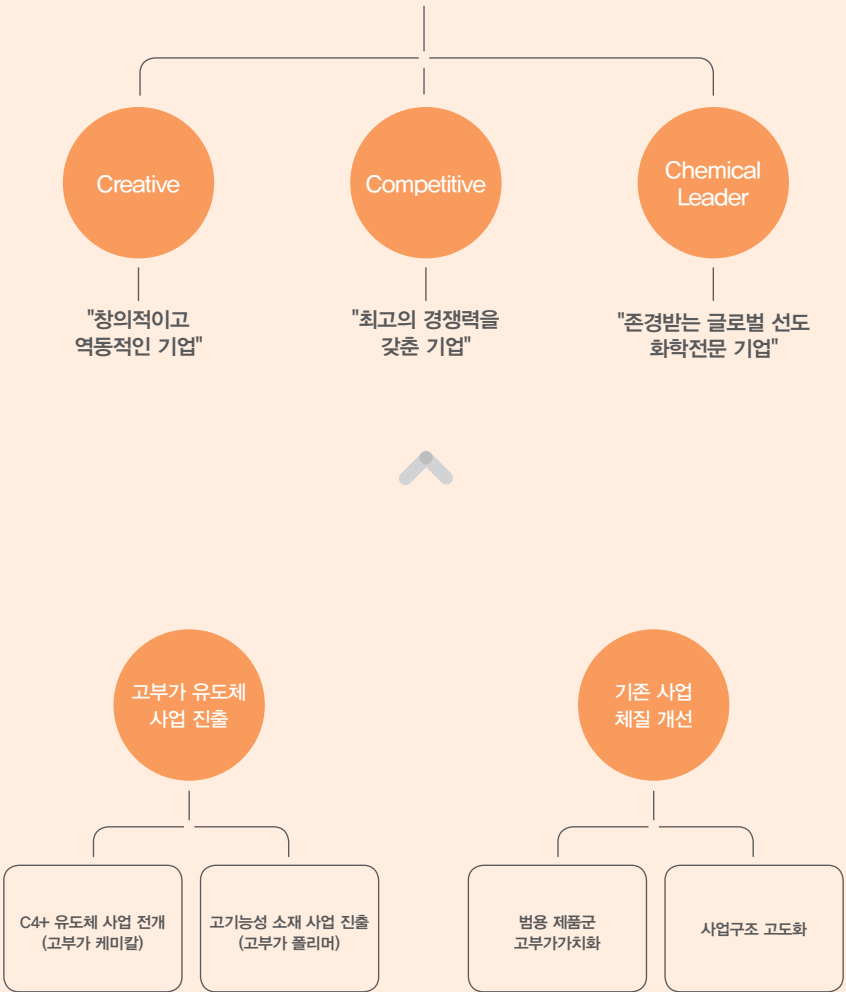 Creative
Competitive
Chemical
Leader
"창의적이고
역동적인 기업"
"최고의 경쟁력을
갖춘 기업"
"존경받는 글로벌 선도
화학전문 기업"
고부가 유도체
사업 진출
기존 사업
체질 개선
C4+ 유도체 사업 전개
(고부가 케미칼)
고기능성 소재 사업 진출
(고부가 폴리머)
범용 제품군
고부가가치화
사업구조 고도화